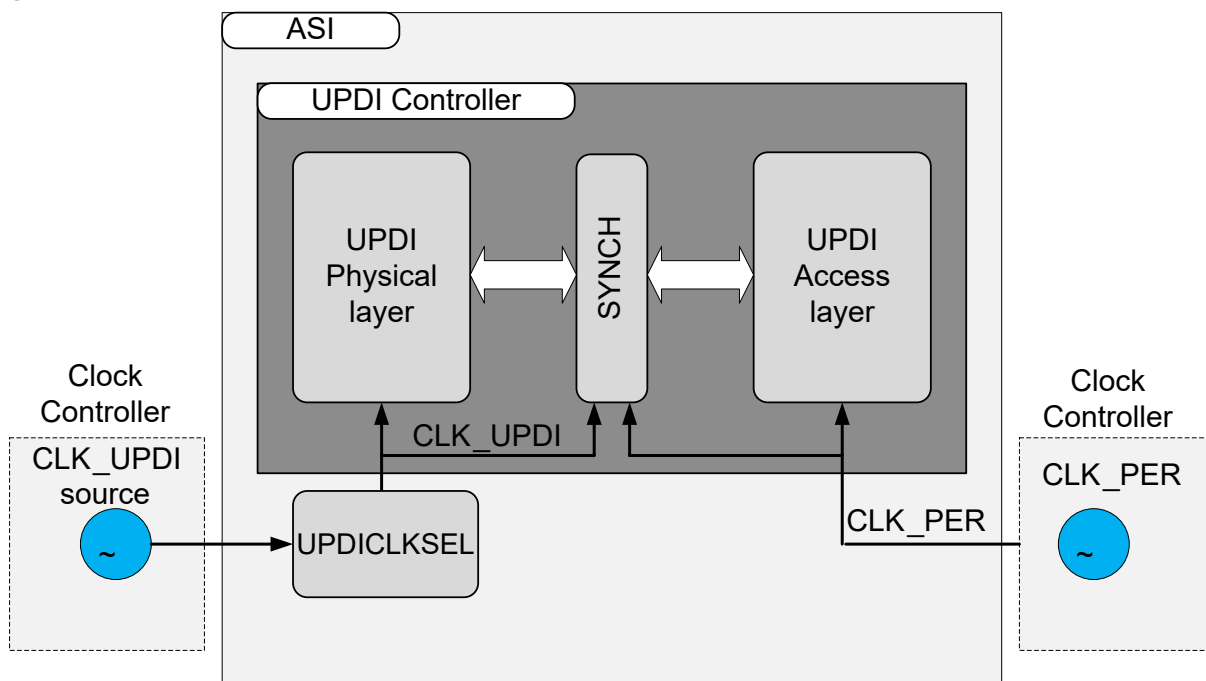 ASI
UPDI Controller
UPDI
Physical
layer
SYNCH
UPDI
Access
layer
Clock
Controller
CLK_UPDI
source
~
CLK_UPDI
UPDICLKSEL
CLK_PER
Clock
Controller
CLK_PER
~